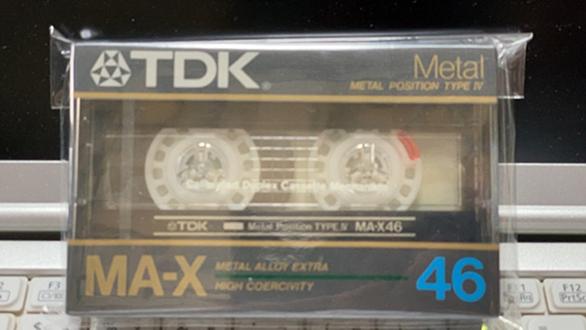 TDK
Metal
METAL POSITION TYPE IV
Calibrated Duplex Cassette Mechanism
TDK Metal Position TYPE IV MA-X46
MA-X METAL ALLOY EXTRA
HIGH COERCIVITY
46
F3
F12
PrtSc